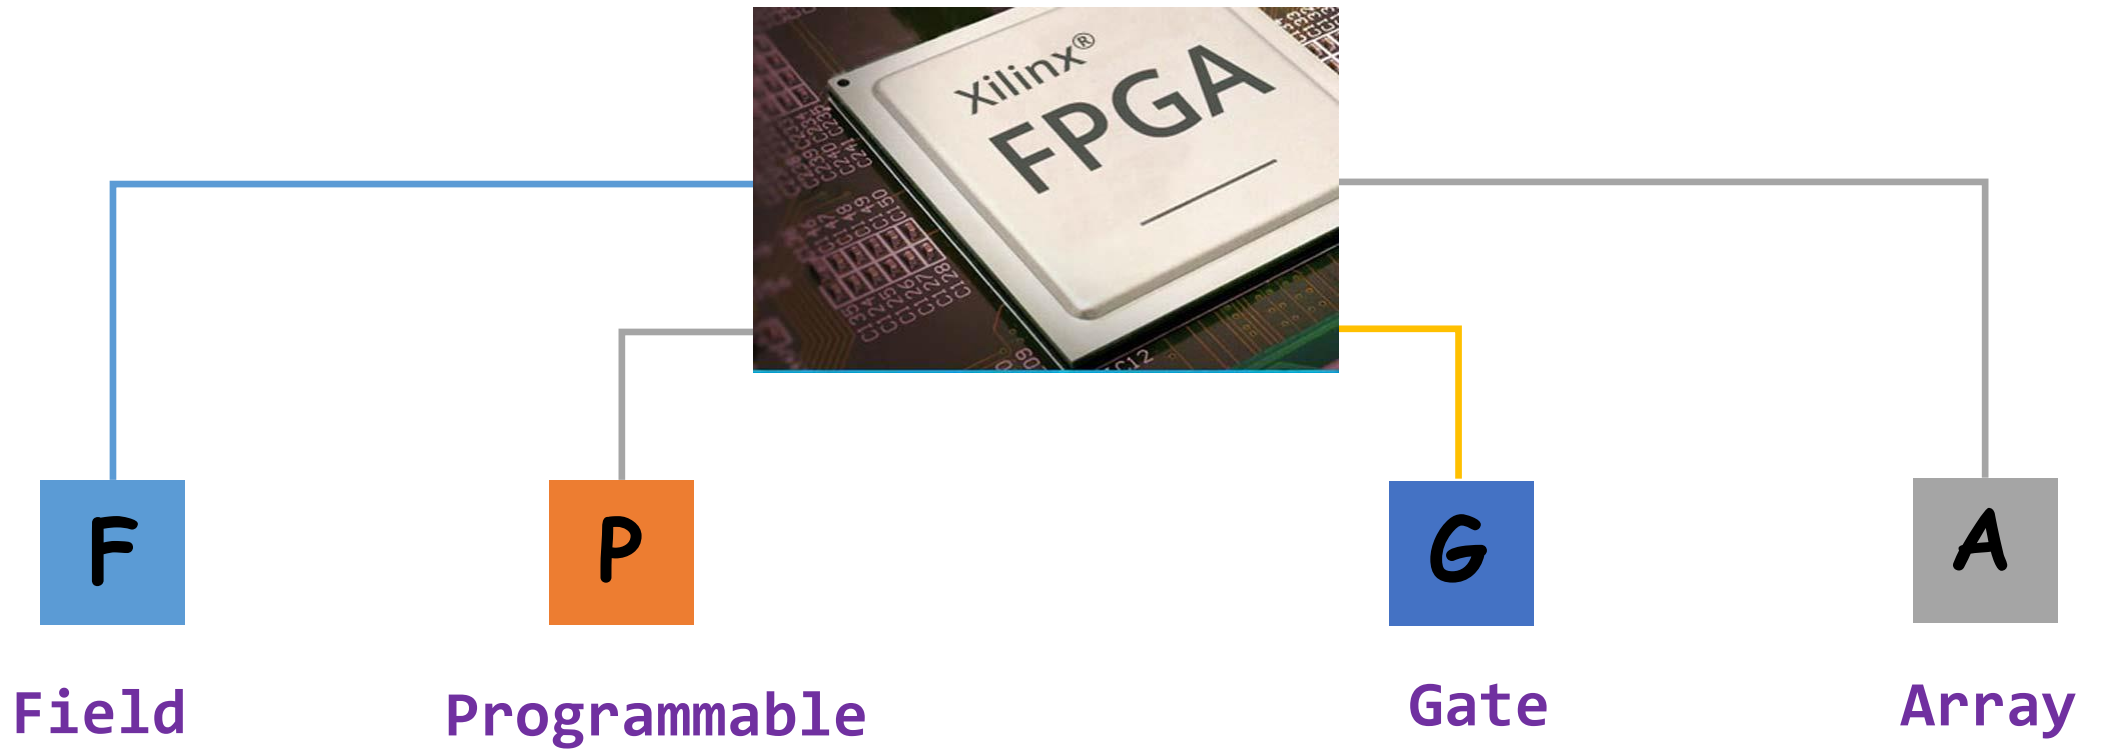 Xilinx®
FPGA
F
P
G
A
Field
Programmable
Gate
Array